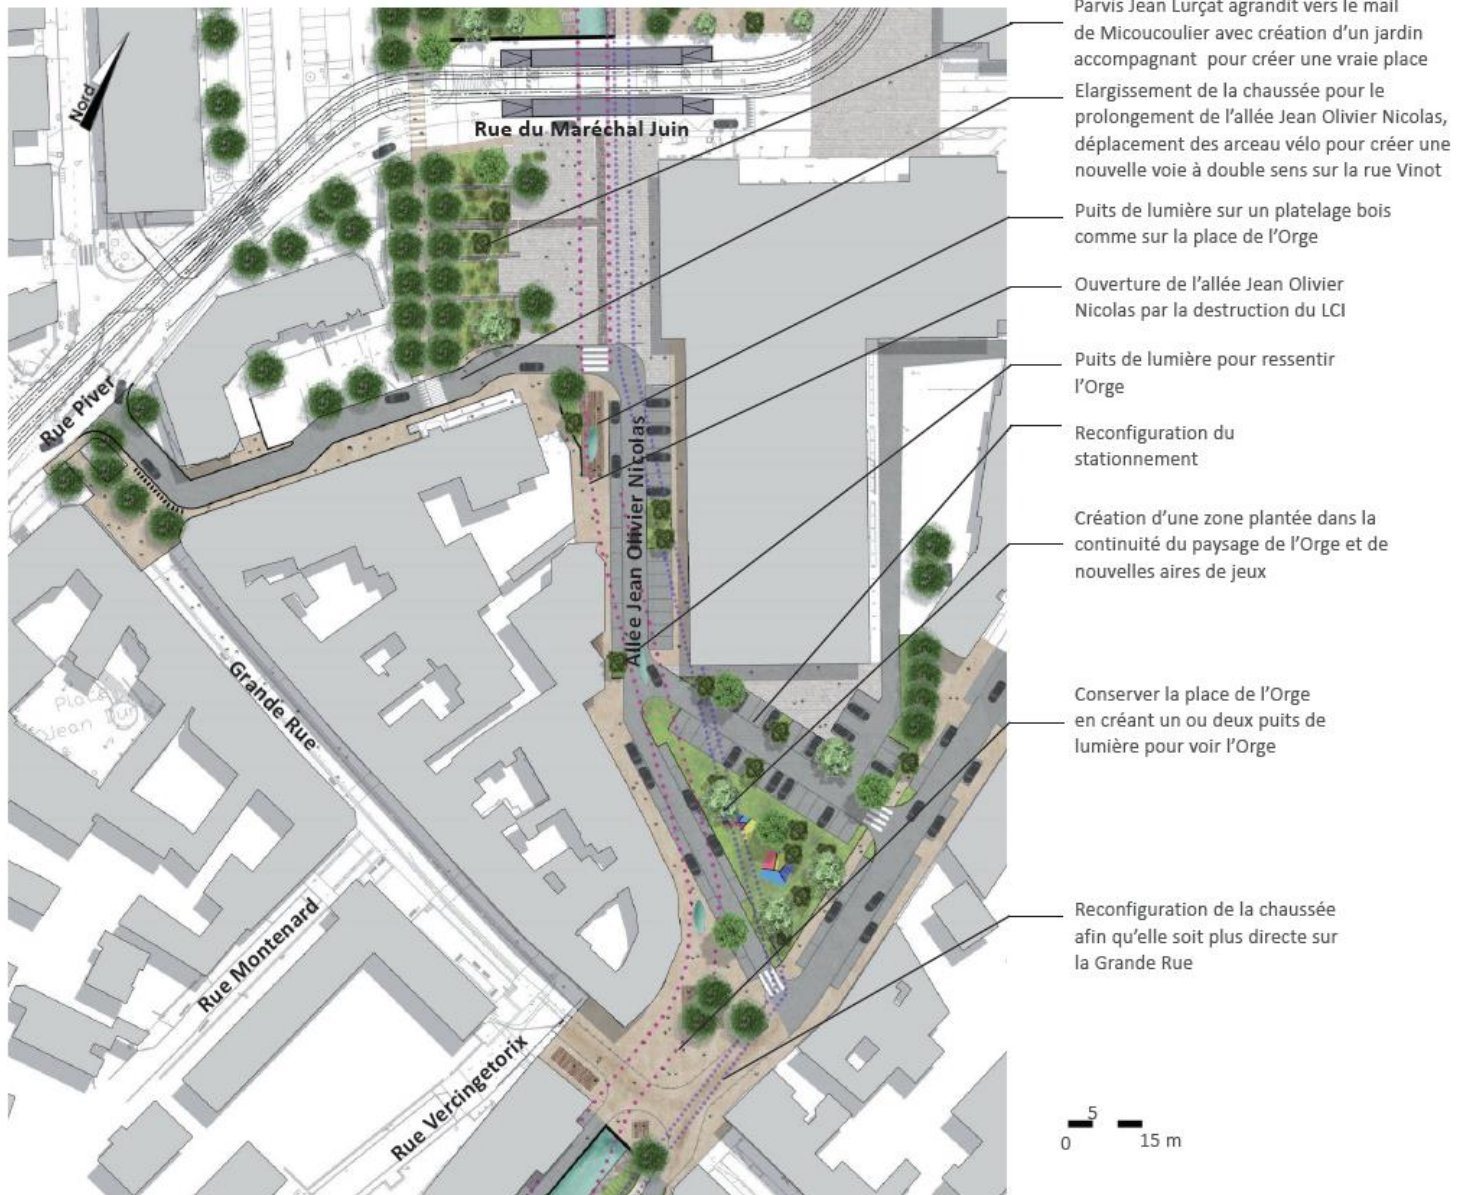 Parvis Jean Lurçat agrandit vers le mail
de Micoucoulier avec création d'un jardin
accompagnant pour créer une vraie place
Elargissement de la chaussée pour le
prolongement de l'allée Jean Olivier Nicolas,
déplacement des arceau vélo pour créer une
nouvelle voie à double sens sur la rue Vinot
Puits de lumière sur un platelage bois
comme sur la place de l'Orge
Ouverture de l'allée Jean Olivier
Nicolas par la destruction du LCI
Puits de lumière pour ressentir
l'Orge
Reconfiguration du
stationnement
Création d'une zone plantée dans la
continuité du paysage de l'Orge et de
nouvelles aires de jeux
Conserver la place de l'Orge
en créant un ou deux puits de
lumière pour voir l'Orge
Reconfiguration de la chaussée
afin qu'elle soit plus directe sur
la Grande Rue
Nord
Rue du Maréchal Juin
Rue Piver
Allée Jean Olivier Nicolas
Grande Rue
Jean
Rue Montenard
Rue Vercingetorix
5
0
15 m